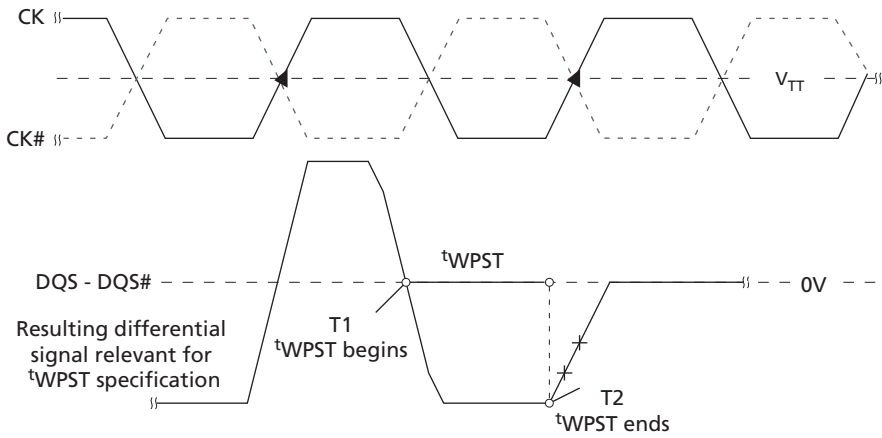 CK
V_TT
CK#
ᵗWPST
DQS - DQS#
0V
T1
ᵗWPST begins
Resulting differential
signal relevant for
ᵗWPST specification
T2
ᵗWPST ends